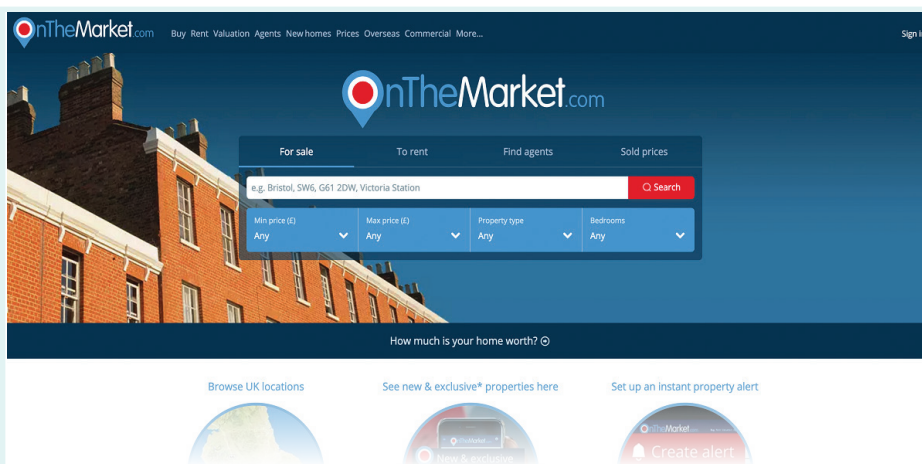 OnTheMarket.com Buy Rent Valuation Agents New homes Prices Overseas Commercial More... Sign in
OnTheMarket.com
For sale To rent Find agents Sold prices
e.g. Bristol, SW6, G61 2DW, Victoria Station Search
Min price (£) Max price (£) Property type Bedrooms
Any Any Any Any
How much is your home worth?
Browse UK locations See new & exclusive* properties here Set up an instant property alert
OnTheMarket
OnTheMarket
Create alert
New & exclusive